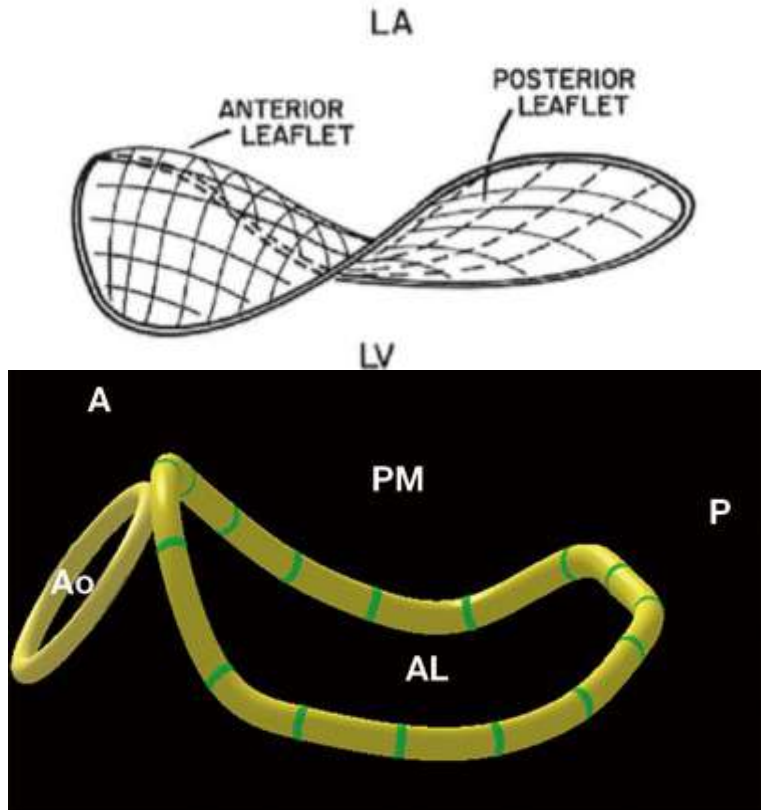 LA
ANTERIOR
LEAFLET
POSTERIOR
LEAFLET
LV
A
PM
P
Ao
AL